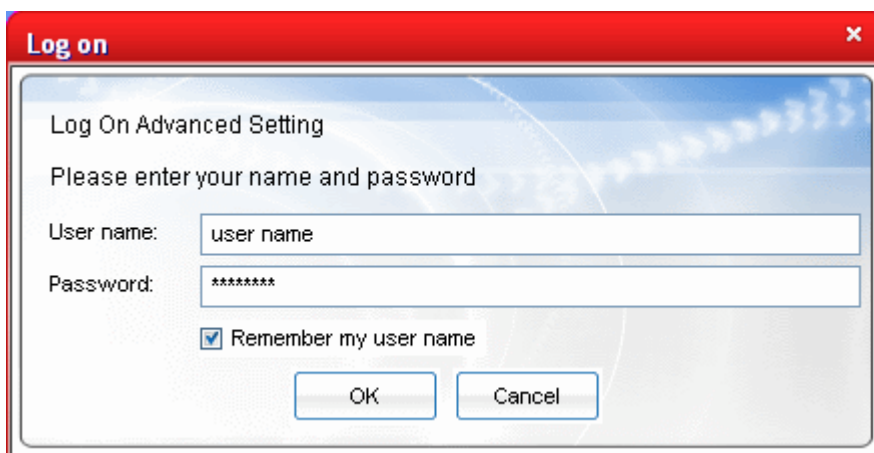 Log on
Log On Advanced Setting
Please enter your name and password
User name: user name
Password: ********
Remember my user name
OK Cancel